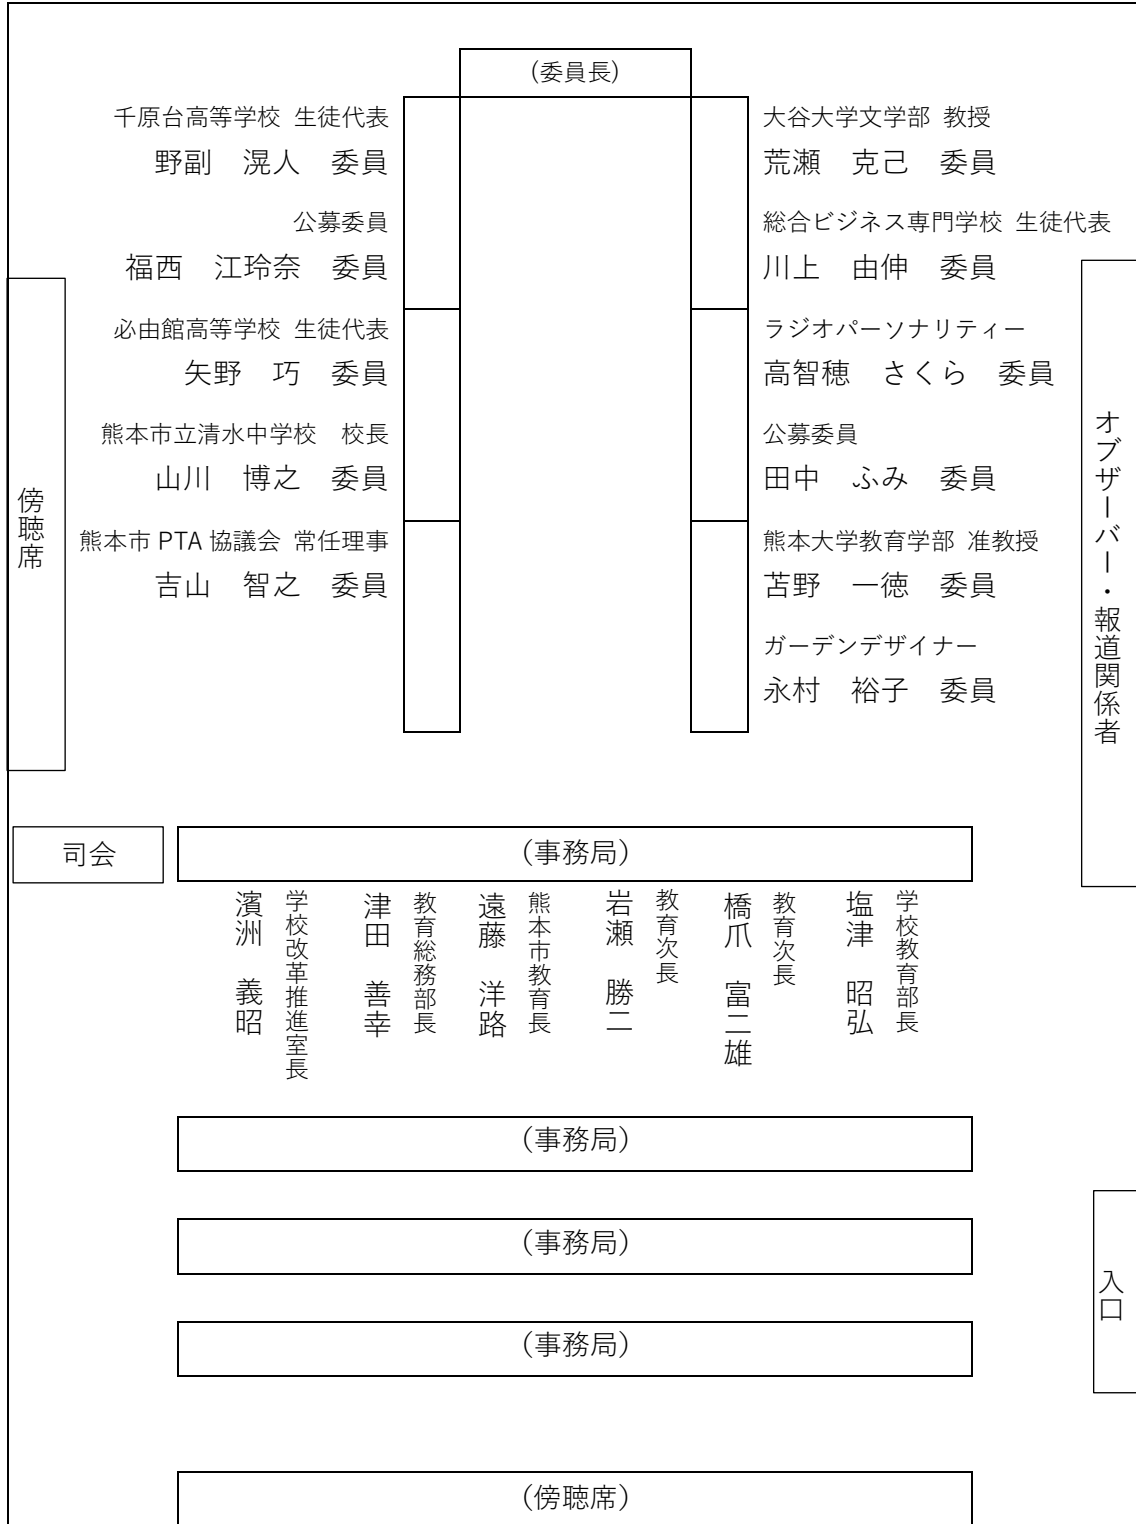 (委員長)
千原台高等学校 生徒代表
野副　滉人　委員
公募委員
福西　江玲奈　委員
必由館高等学校 生徒代表
矢野　巧　委員
熊本市立清水中学校　校長
山川　博之　委員
熊本市 PTA 協議会 常任理事
吉山　智之　委員
大谷大学文学部 教授
荒瀬　克己　委員
総合ビジネス専門学校 生徒代表
川上　由伸　委員
ラジオパーソナリティー
高智穂　さくら　委員
公募委員
田中　ふみ　委員
熊本大学教育学部 准教授
苫野　一徳　委員
ガーデンデザイナー
永村　裕子　委員
傍聴席
オブザーバー・報道関係者
司会
(事務局)
学校教育部長
塩津　昭弘
教育次長
橋爪　富二雄
教育次長
岩瀬　勝二
熊本市教育長
遠藤　洋路
教育総務部長
津田　善幸
学校改革推進室長
濱洲　義昭
(事務局)
(事務局)
(事務局)
入口
(傍聴席)